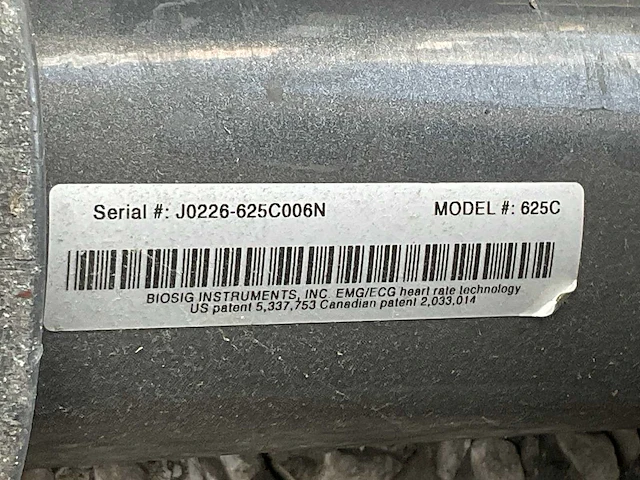 Serial #: J0226-625C006N MODEL #: 625C
BIOSIG INSTRUMENTS, INC. EMG/ECG heart rate technology
US patent 5,337,753 Canadian patent 2,033,014